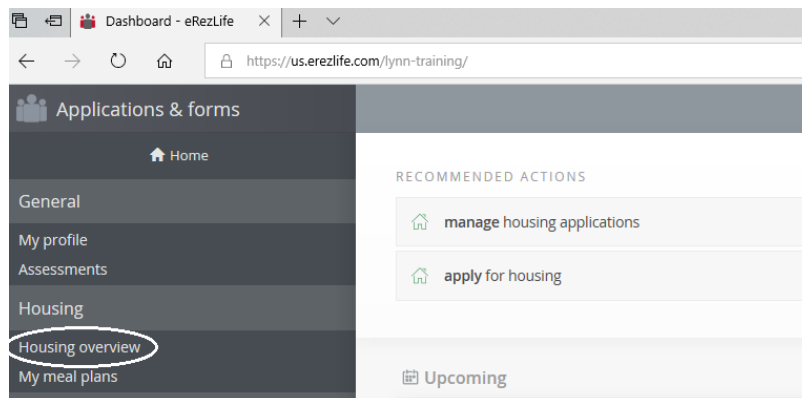 Dashboard - eRezLife
https://us.erezlife.com/lynn-training/
Applications & forms
Home
General
My profile
Assessments
Housing
Housing overview
My meal plans
RECOMMENDED ACTIONS
manage housing applications
apply for housing
Upcoming